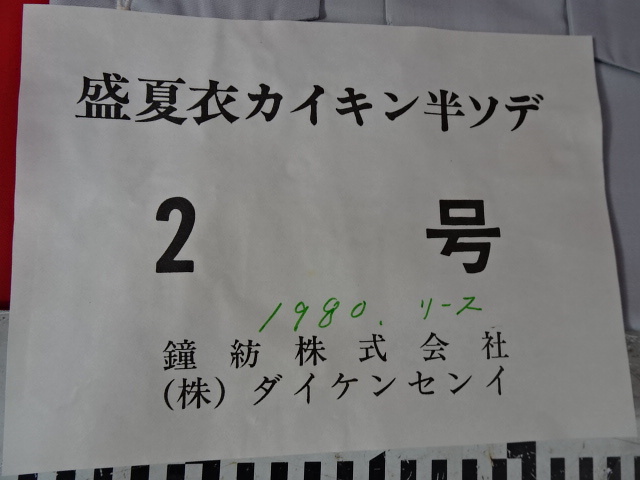 盛夏衣カイキン半ソデ
2 号
1980. リース
鐘紡株式会社
(株)ダイケンセンイ